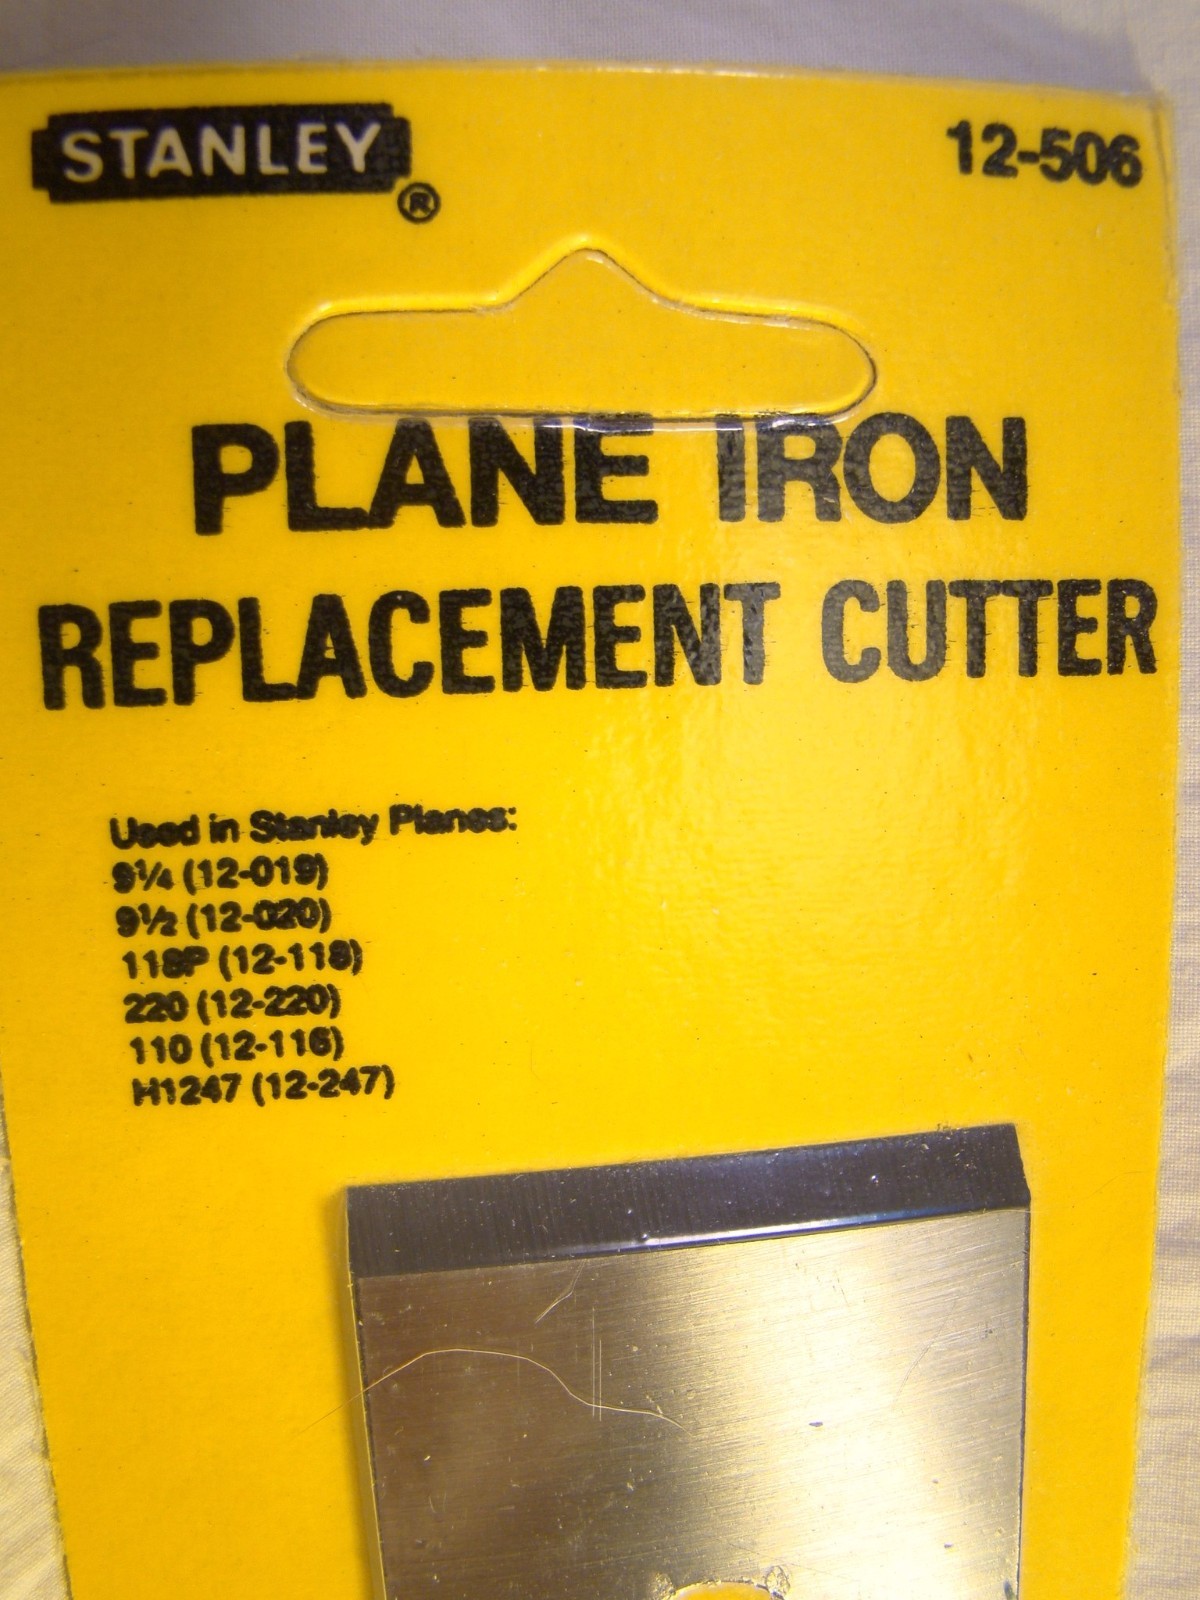 STANLEY®
12-506
PLANE IRON
REPLACEMENT CUTTER
Used in Stanley Planes:
9¼ (12-019)
9½ (12-020)
118P (12-118)
220 (12-220)
110 (12-116)
H1247 (12-247)